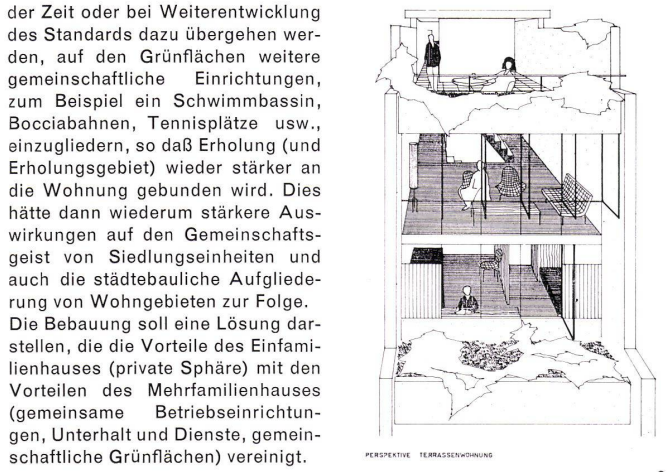 der Zeit oder bei Weiterentwicklung
des Standards dazu übergehen wer-
den, auf den Grünflächen weitere
gemeinschaftliche Einrichtungen,
zum Beispiel ein Schwimmbassin,
Bocciabahnen, Tennisplätze usw.,
einzugliedern, so daß Erholung (und
Erholungsgebiet) wieder stärker an
die Wohnung gebunden wird. Dies
hätte dann wiederum stärkere Aus-
wirkungen auf den Gemeinschafts-
geist von Siedlungseinheiten und
auch die städtebauliche Aufgliede-
rung von Wohngebieten zur Folge.
Die Bebauung soll eine Lösung dar-
stellen, die die Vorteile des Einfami-
lienhauses (private Sphäre) mit den
Vorteilen des Mehrfamilienhauses
(gemeinsame Betriebseinrichtun-
gen, Unterhalt und Dienste, gemein-
schaftliche Grünflächen) vereinigt.
PERSPEKTIVE TERRASSENWOHNUNG